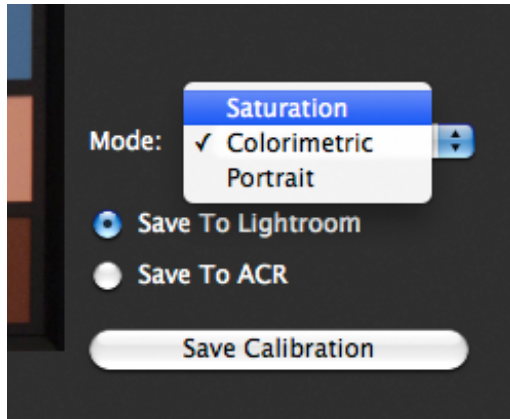 Saturation
Mode: ✓ Colorimetric
Portrait
Save To Lightroom
Save To ACR
Save Calibration